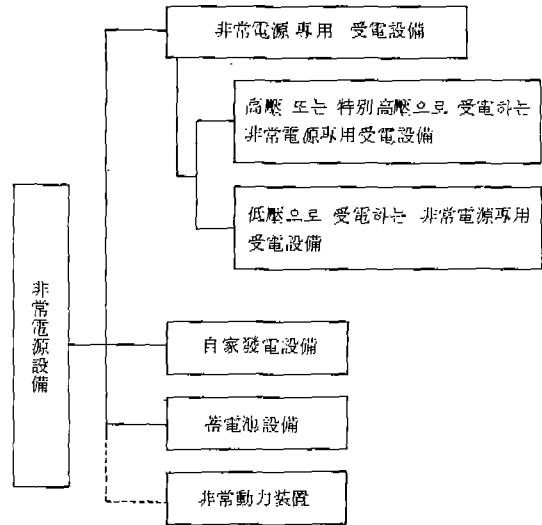 非常電源專用 受電設備
高壓 또는 特別高壓으로 受電하는
非常電源專用受電設備
低壓으로 受電하는 非常電源專用
受電設備
非常電源設備
自家發電設備
蓄電池設備
非常動力裝置